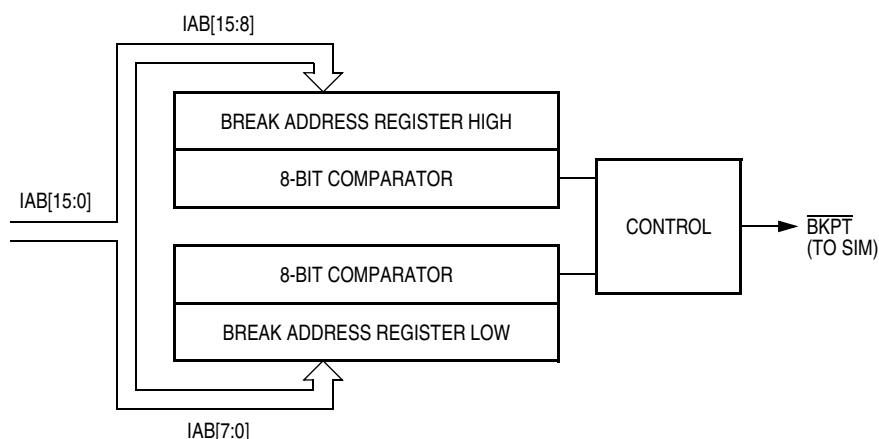 IAB[15:8]
BREAK ADDRESS REGISTER HIGH
8-BIT COMPARATOR
IAB[15:0]
CONTROL
BKPT
(TO SIM)
8-BIT COMPARATOR
BREAK ADDRESS REGISTER LOW
IAB[7:0]